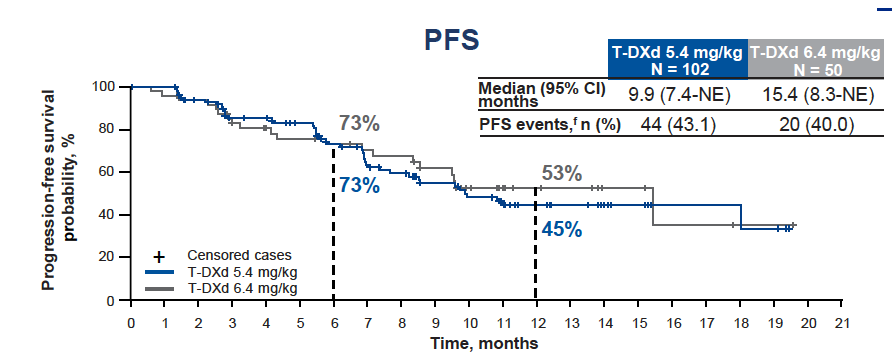 PFS
T-DXd 5.4 mg/kg T-DXd 6.4 mg/kg
N = 102 N = 50
Median (95% CI) months 9.9 (7.4-NE) 15.4 (8.3-NE)
PFS events,f n (%) 44 (43.1) 20 (40.0)
Progression-free survival
probability, %
100
80
60
40
20
0
73%
73%
53%
45%
Censored cases
T-DXd 5.4 mg/kg
T-DXd 6.4 mg/kg
0 1 2 3 4 5 6 7 8 9 10 11 12 13 14 15 16 17 18 19 20 21
Time, months